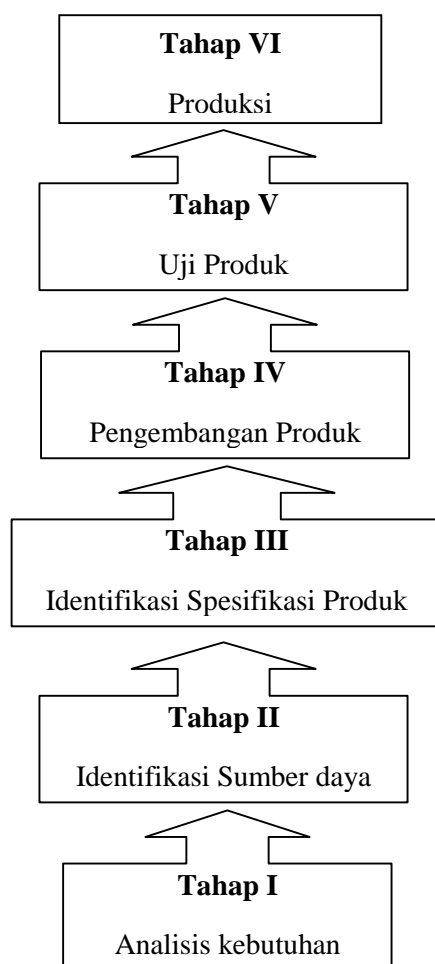 Tahap VI
Produksi
Tahap V
Uji Produk
Tahap IV
Pengembangan Produk
Tahap III
Identifikasi Spesifikasi Produk
Tahap II
Identifikasi Sumber daya
Tahap I
Analisis kebutuhan